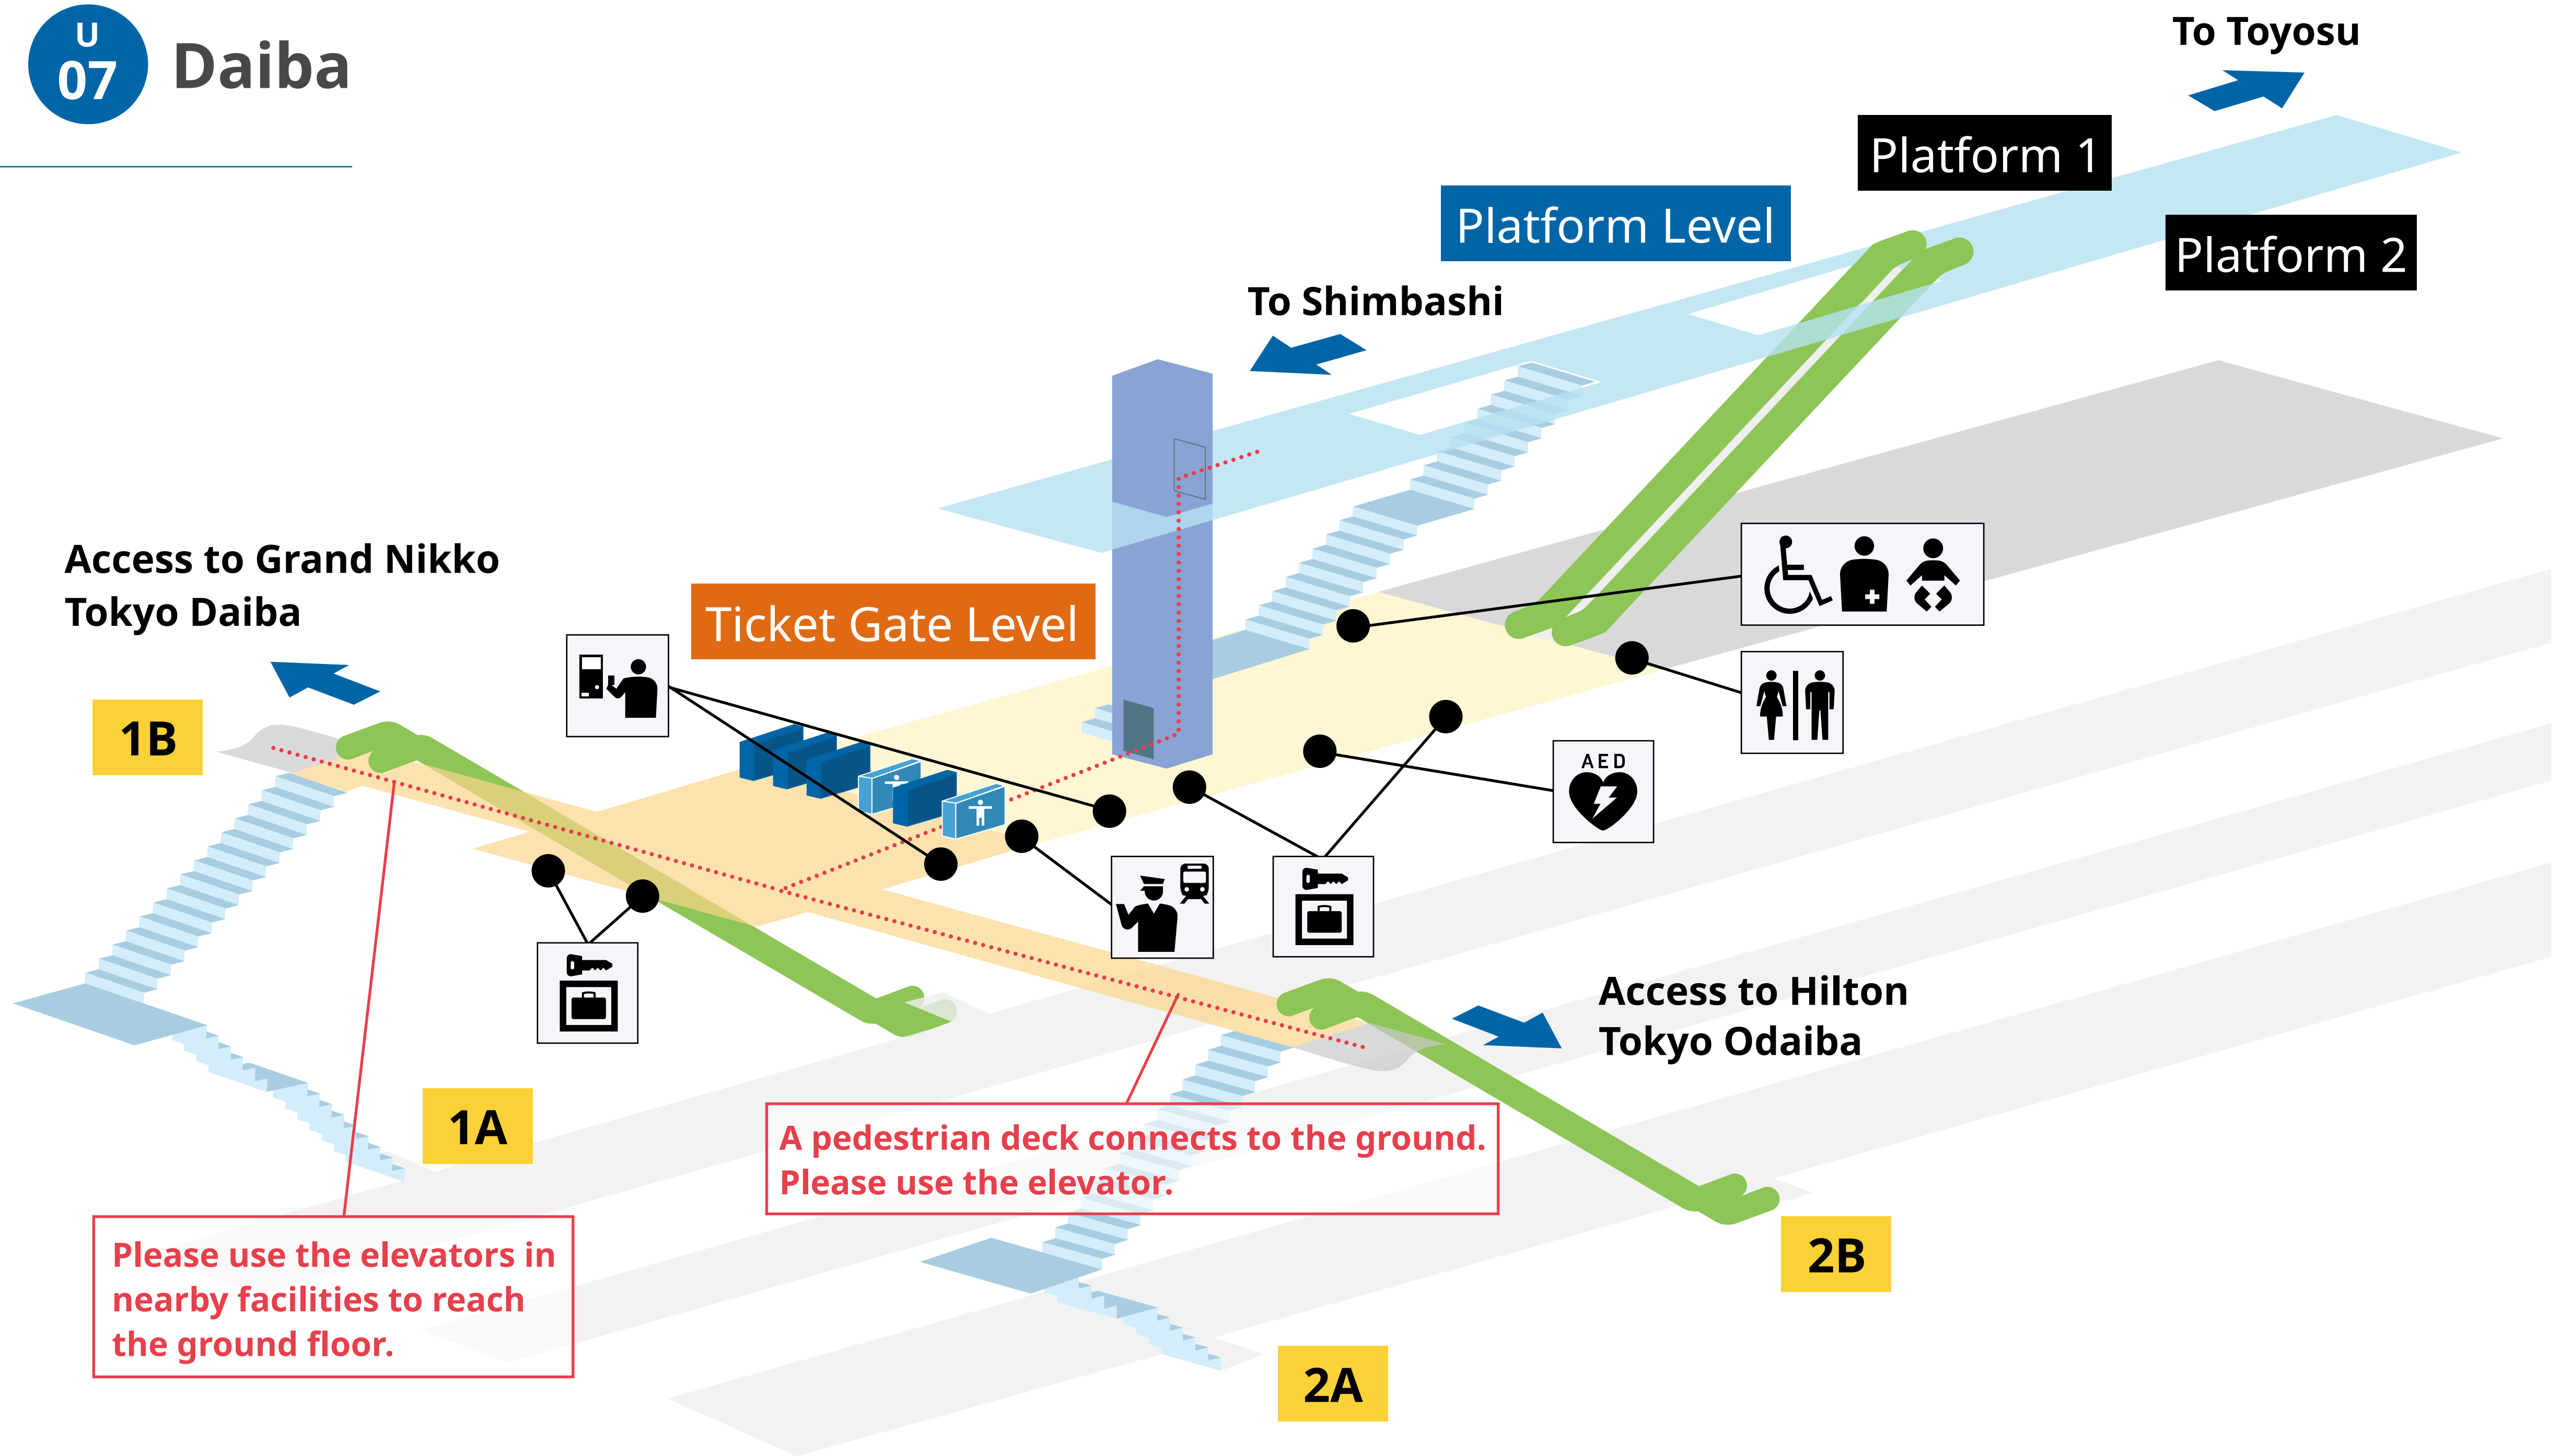 U
07
Daiba
To Toyosu
Platform 1
Platform Level
Platform 2
To Shimbashi
Access to Grand Nikko
Tokyo Daiba
Ticket Gate Level
1B
AED
Access to Hilton
Tokyo Odaiba
1A
A pedestrian deck connects to the ground.
Please use the elevator.
Please use the elevators in
nearby facilities to reach
the ground floor.
2B
2A